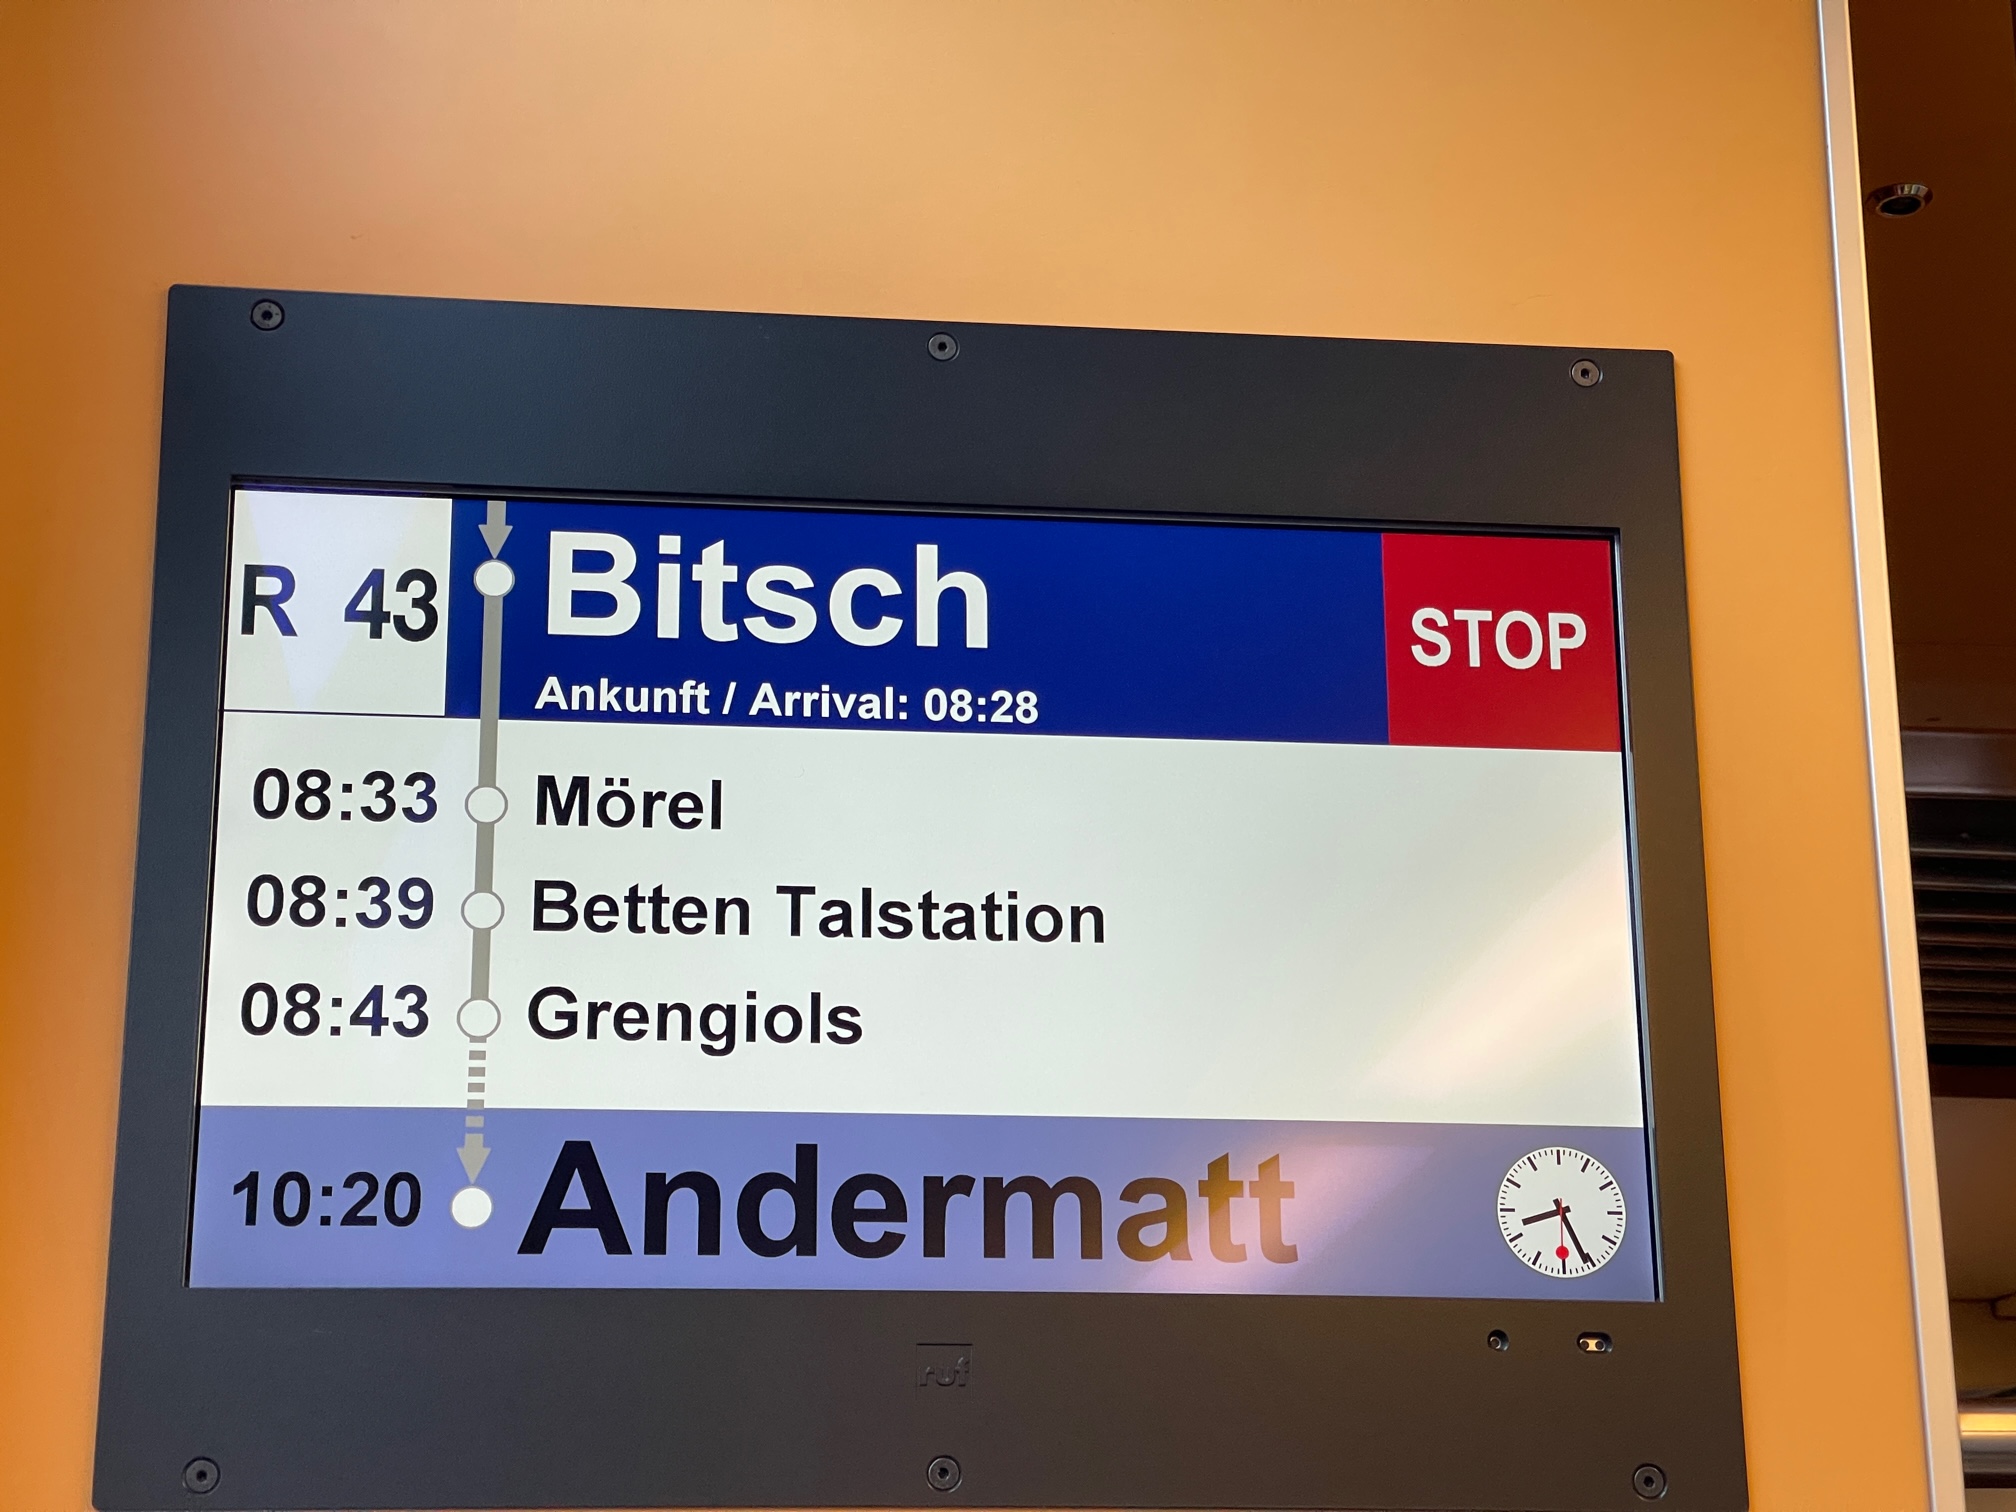 R 43
Bitsch
STOP
Ankunft / Arrival: 08:28
08:33 Mörel
08:39 Betten Talstation
08:43 Grengiols
10:20 Andermatt
ruf